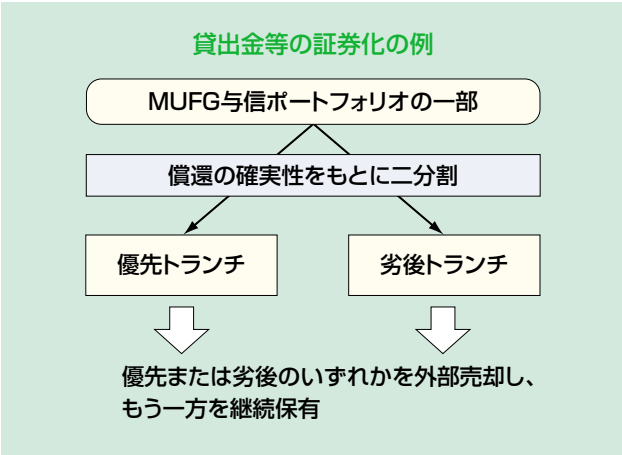 貸出金等の証券化の例
MUFG与信ポートフォリオの一部
償還の確実性をもとに二分割
優先トランチ
劣後トランチ
優先または劣後のいずれかを外部売却し、
もう一方を継続保有